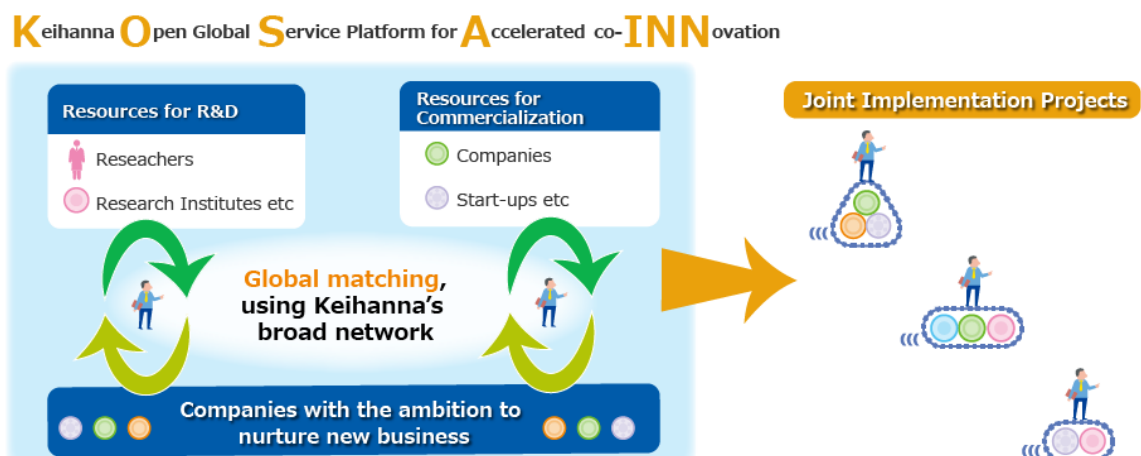 Keihanna Open Global Service Platform for Accelerated co-INNovation
Resources for R&D
Reseachers
Research Institutes etc
Resources for
Commercialization
Companies
Start-ups etc
Joint Implementation Projects
Global matching,
using Keihanna's
broad network
Companies with the ambition to
nurture new business